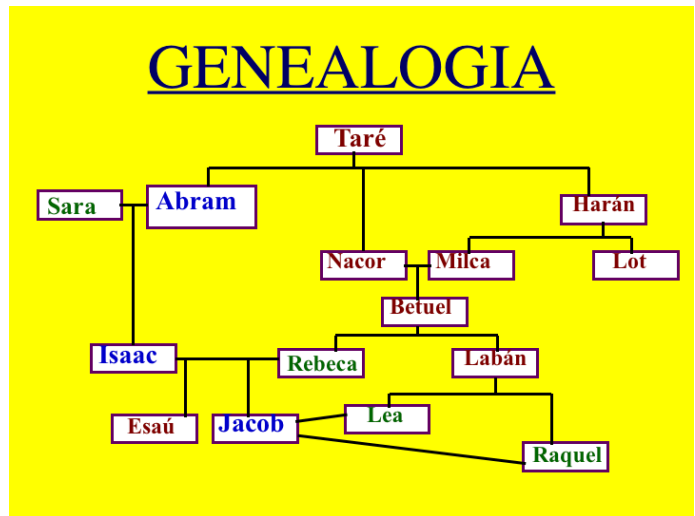 GENEALOGIA
Taré
Sara
Abram
Harán
Nacor
Milca
Lot
Betuel
Isaac
Rebeca
Labán
Esaú
Jacob
Lea
Raquel